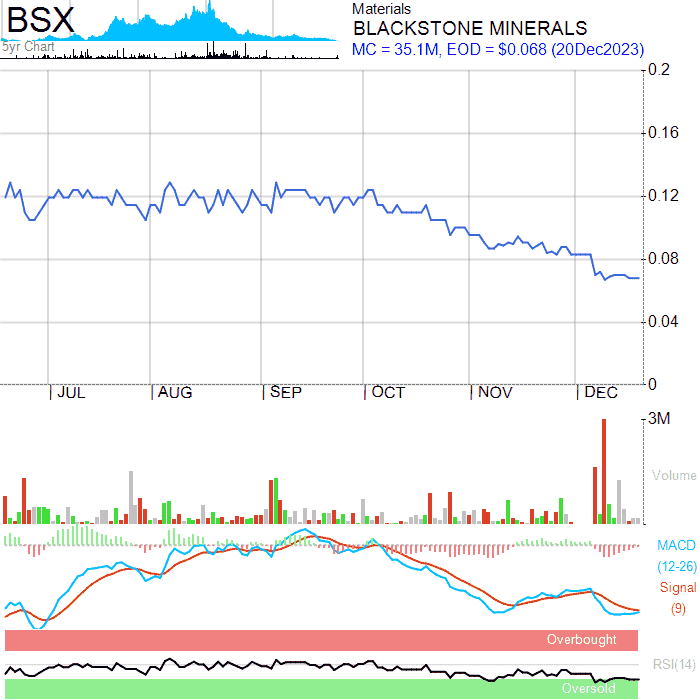 BSX
5yr Chart
Materials
BLACKSTONE MINERALS
MC = 35.1M, EOD = $0.068 (20Dec2023)
0.2
0.16
0.12
0.08
0.04
0
JUL AUG SEP OCT NOV DEC
3M
Volume
MACD
(12-26)
Signal
(9)
Overbought
RSI(14)
Oversold